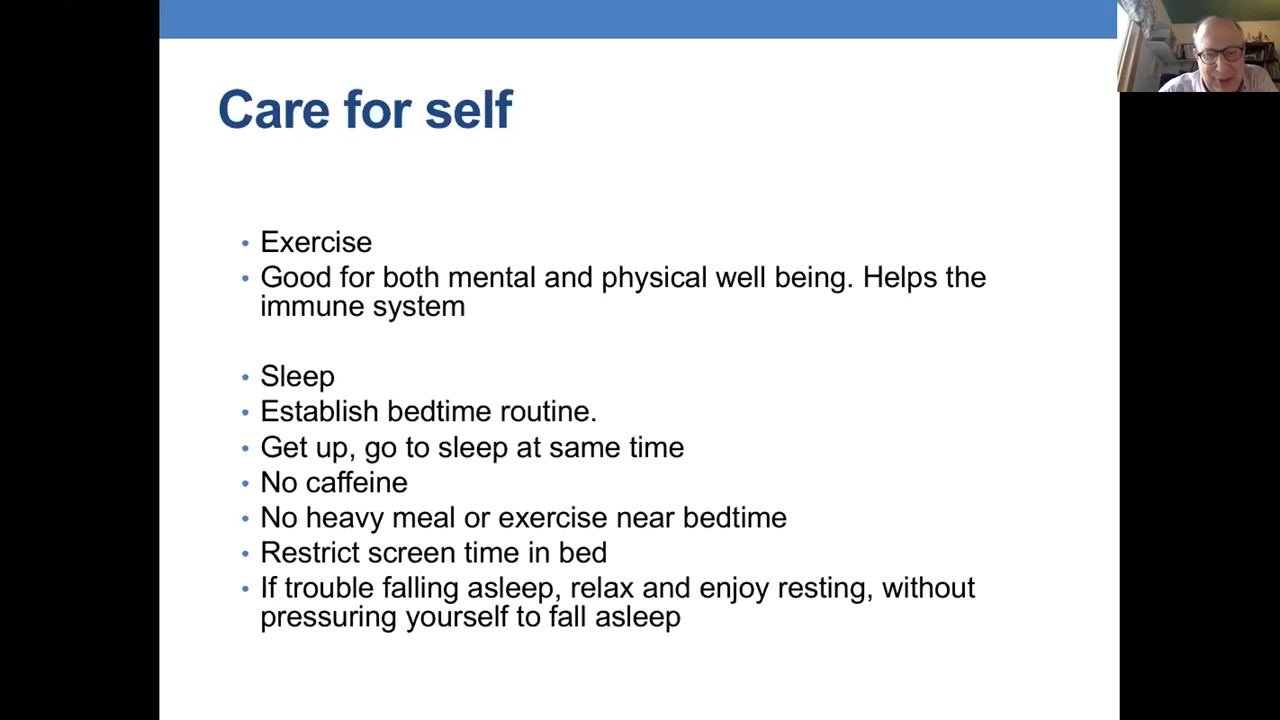 Care for self
• Exercise
• Good for both mental and physical well being. Helps the
immune system
• Sleep
• Establish bedtime routine.
• Get up, go to sleep at same time
• No caffeine
• No heavy meal or exercise near bedtime
• Restrict screen time in bed
• If trouble falling asleep, relax and enjoy resting, without
pressuring yourself to fall asleep